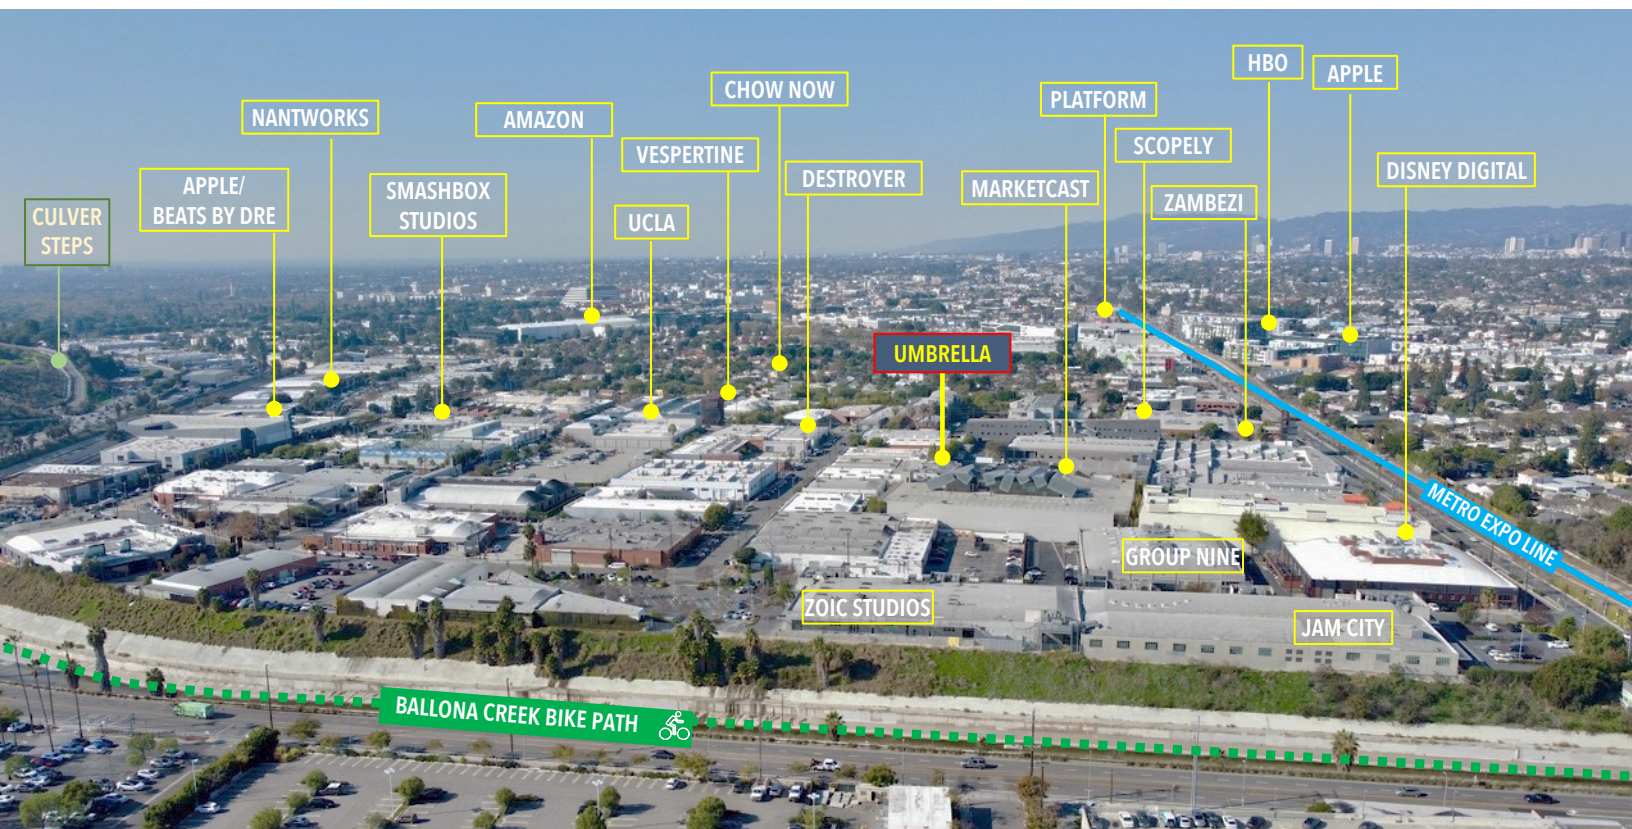 HBO
APPLE
CHOW NOW
PLATFORM
NANTWORKS
AMAZON
SCOPELY
VESPERTINE
DISNEY DIGITAL
DESTROYER
MARKETCAST
APPLE/
BEATS BY DRE
SMASHBOX
STUDIOS
ZAMBEZI
CULVER
STEPS
UCLA
UMBRELLA
METRO EXPO LINE
GROUP NINE
ZOIC STUDIOS
JAM CITY
BALLONA CREEK BIKE PATH